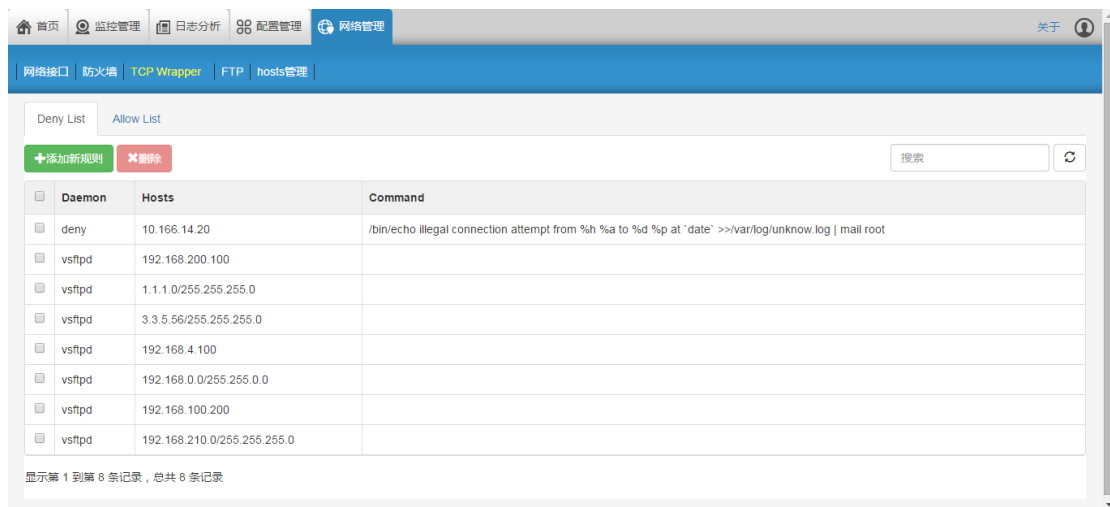 首页 监控管理 日志分析 配置管理 网络管理 关于
网络接口 防火墙 TCP Wrapper FTP hosts管理
Deny List Allow List
添加新规则 删除 搜索
Daemon Hosts Command
deny 10.166.14.20 /bin/echo illegal connection attempt from %h %a to %d %p at `date` >>/var/log/unknow.log | mail root
vsftpd 192.168.200.100
vsftpd 1.1.1.0/255.255.255.0
vsftpd 3.3.5.56/255.255.255.0
vsftpd 192.168.4.100
vsftpd 192.168.0.0/255.255.0.0
vsftpd 192.168.100.200
vsftpd 192.168.210.0/255.255.255.0
显示第 1 到第 8 条记录，总共 8 条记录